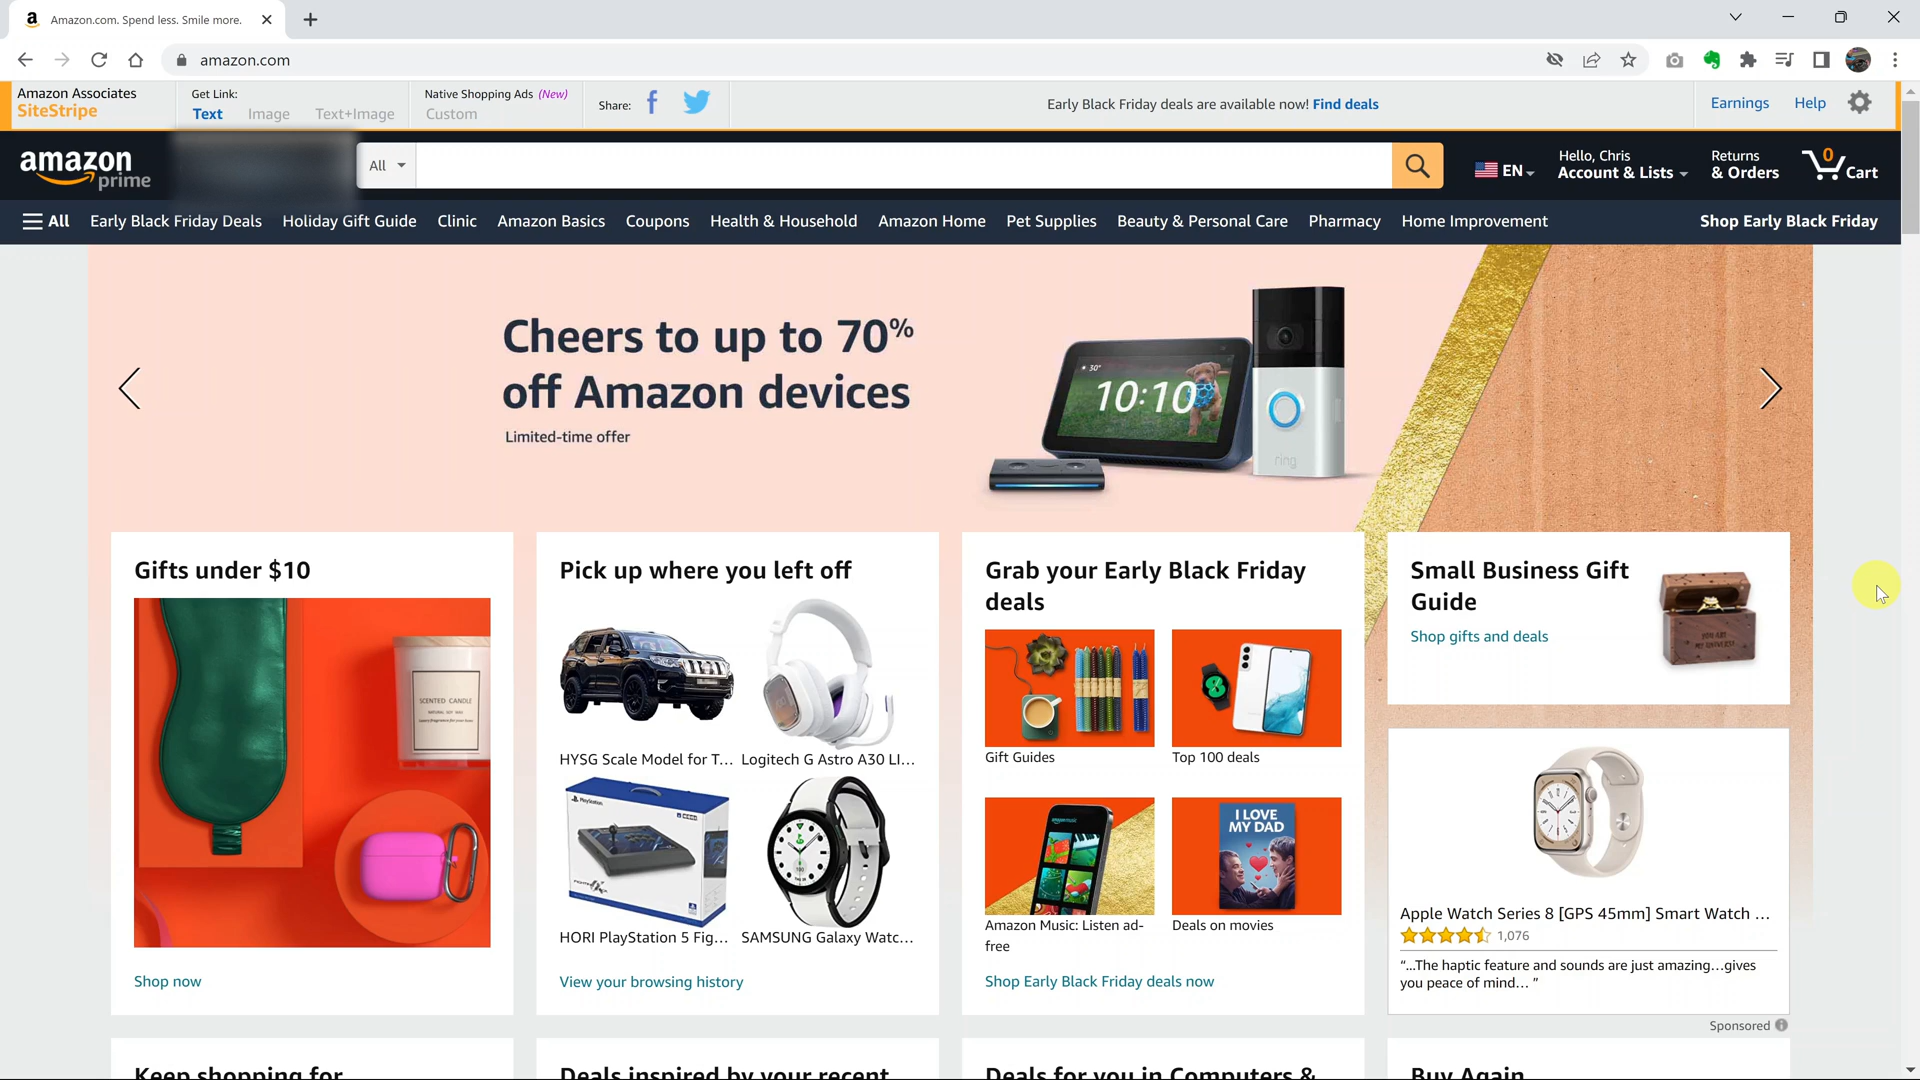 Amazon.com. Spend less. Smile more.
amazon.com
Amazon Associates
SiteStripe
Get Link:
Text Image Text+Image
Native Shopping Ads (New)
Custom
Share:
Early Black Friday deals are available now! Find deals
Earnings Help
amazon prime
All
EN
Hello, Chris
Account & Lists
Returns
& Orders
0
Cart
All Early Black Friday Deals Holiday Gift Guide Clinic Amazon Basics Coupons Health & Household Amazon Home Pet Supplies Beauty & Personal Care Pharmacy Home Improvement Shop Early Black Friday
Cheers to up to 70%
off Amazon devices
Limited-time offer
30°
10:10
ring
Gifts under $10
SCENTED CANDLE
Shop now
Pick up where you left off
HYSG Scale Model for T...
Logitech G Astro A30 LI...
PlayStation
HORI
HORI PlayStation 5 Fig...
SAMSUNG Galaxy Watc...
View your browsing history
Grab your Early Black Friday
deals
Gift Guides
Top 100 deals
amazon music
Amazon Music: Listen ad-
free
I LOVE
MY DAD
Deals on movies
Shop Early Black Friday deals now
Small Business Gift
Guide
Shop gifts and deals
YOU ARE
MY UNIVERSE
Apple Watch Series 8 [GPS 45mm] Smart Watch ...
1,076
“...The haptic feature and sounds are just amazing...gives
you peace of mind... ”
Sponsored
Keep shopping for
Deals inspired by your recent
Deals for you in Computers &
Buy Again